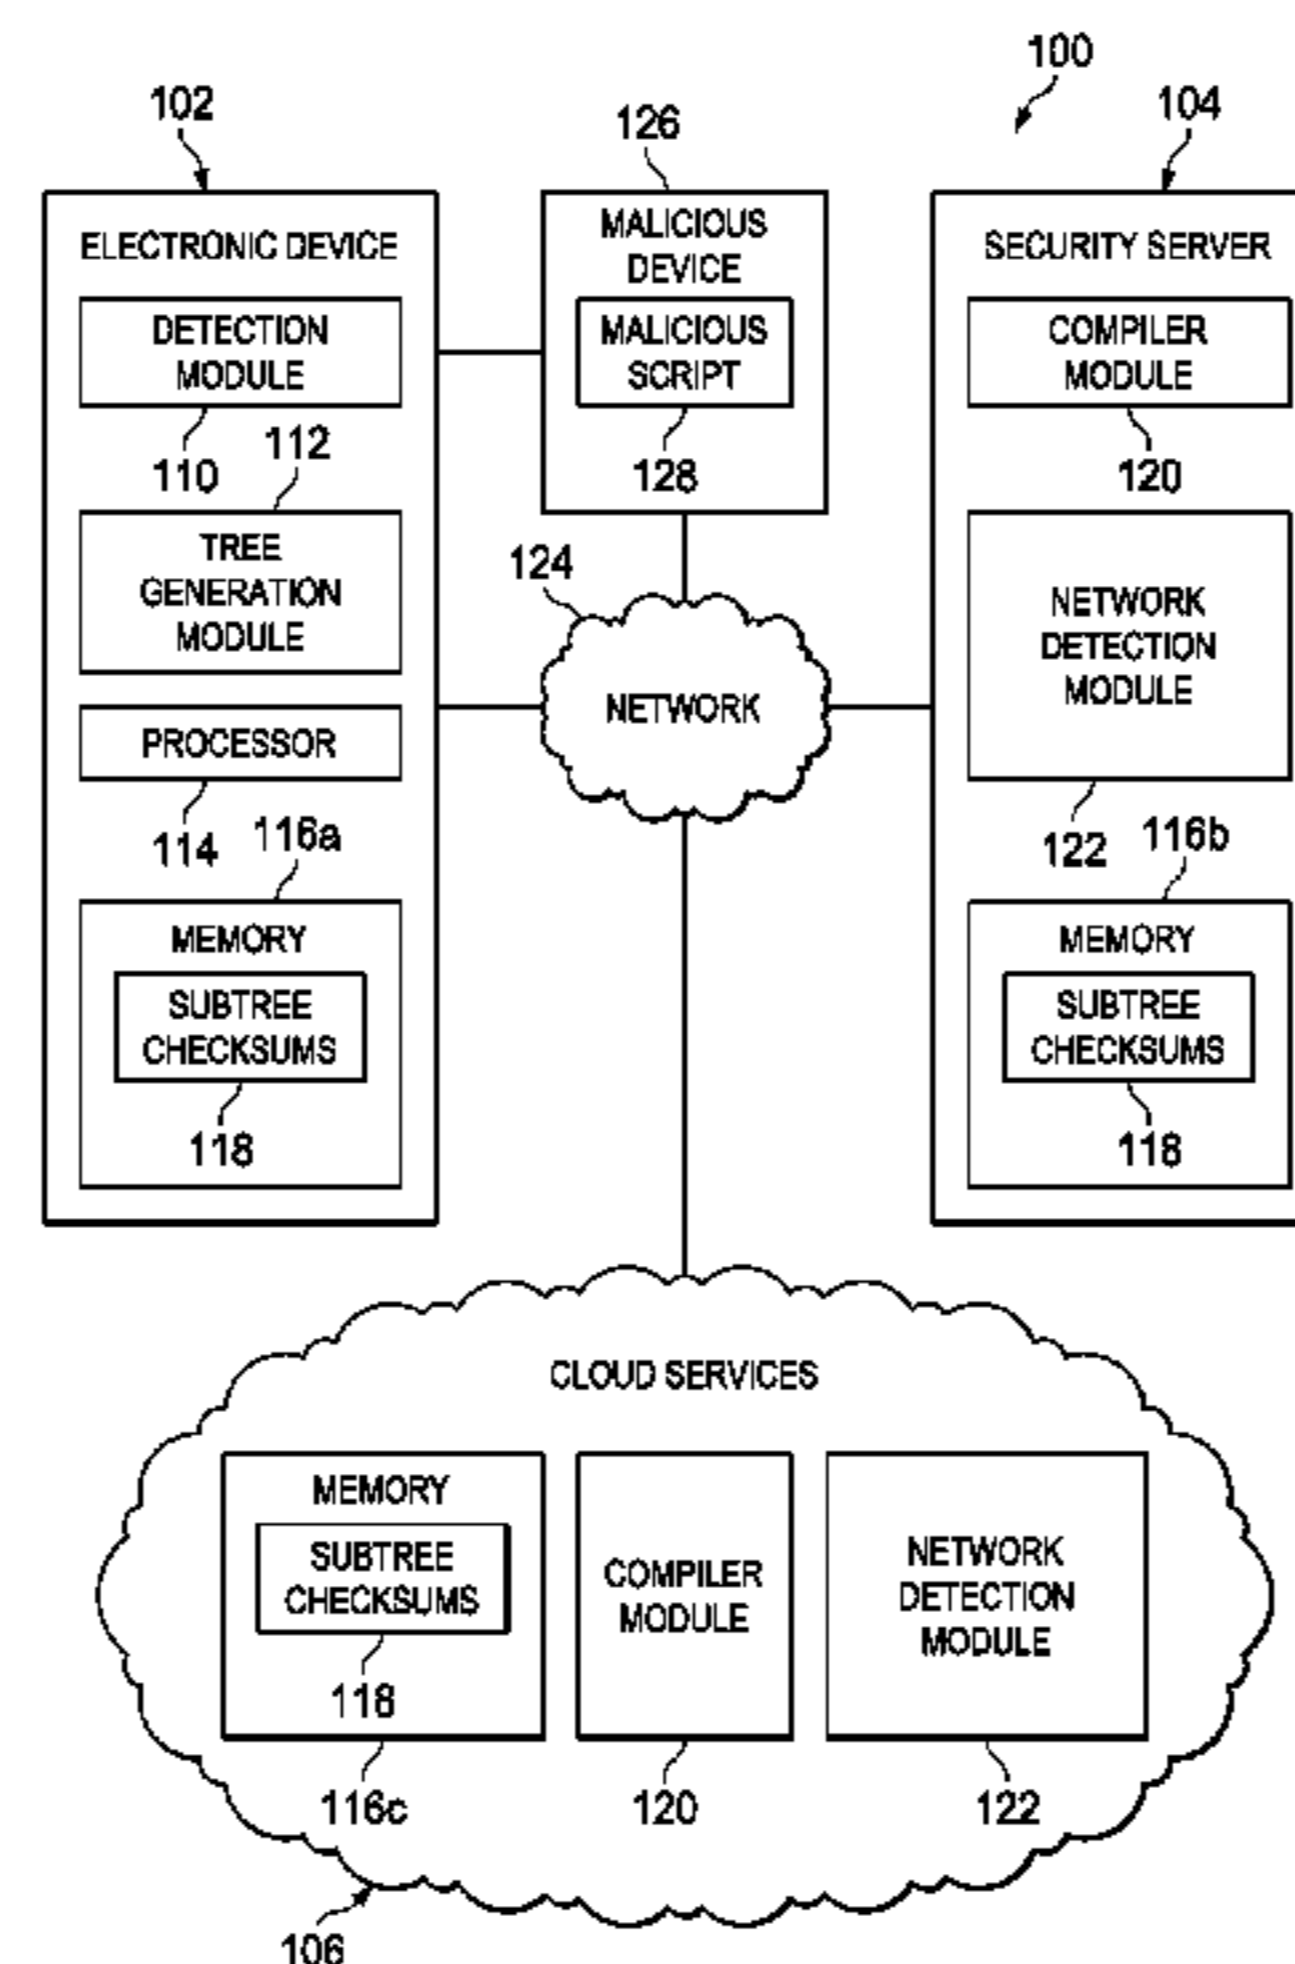 100
102
126
104
ELECTRONIC DEVICE
DETECTION
MODULE
110
112
TREE
GENERATION
MODULE
PROCESSOR
114
116a
MEMORY
SUBTREE
CHECKSUMS
118
MALICIOUS
DEVICE
MALICIOUS
SCRIPT
128
124
NETWORK
SECURITY SERVER
COMPILER
MODULE
120
NETWORK
DETECTION
MODULE
122
116b
MEMORY
SUBTREE
CHECKSUMS
118
CLOUD SERVICES
MEMORY
SUBTREE
CHECKSUMS
118
116c
COMPILER
MODULE
120
NETWORK
DETECTION
MODULE
122
106